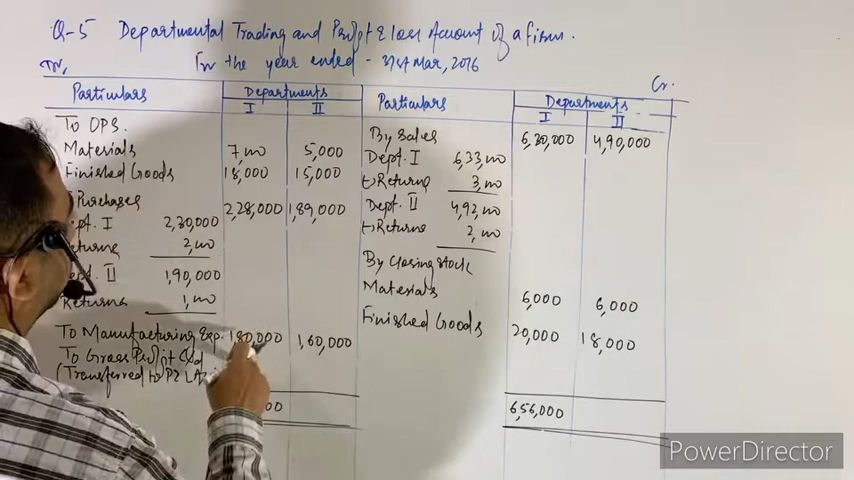 Q-5 Departmental Trading and Profit & loss Account of a firm.
For the year ended - 31st Mar, 2016
Dr. Cr.
Particulars Departments Particulars Departments
I II I II
To OPS. By Sales 6,30,000 4,90,000
Materials 7,000 5,000 Dept. I 6,33,000
Finished Goods 18,000 15,000 (-) Returns 3,000
Purchases 2,28,000 1,89,000 Dept. II 4,92,000
Dept. I 2,30,000 (-) Returns 2,000
Returns 2,000 By Closing stock
II 1,90,000 Materials 6,000 6,000
Returns 1,000 Finished Goods 20,000 18,000
To Manufacturing Exp. 180,000 1,60,000
To Gross Profit C/d
(Transferred to P& L A/
000 6,56,000
PowerDirector